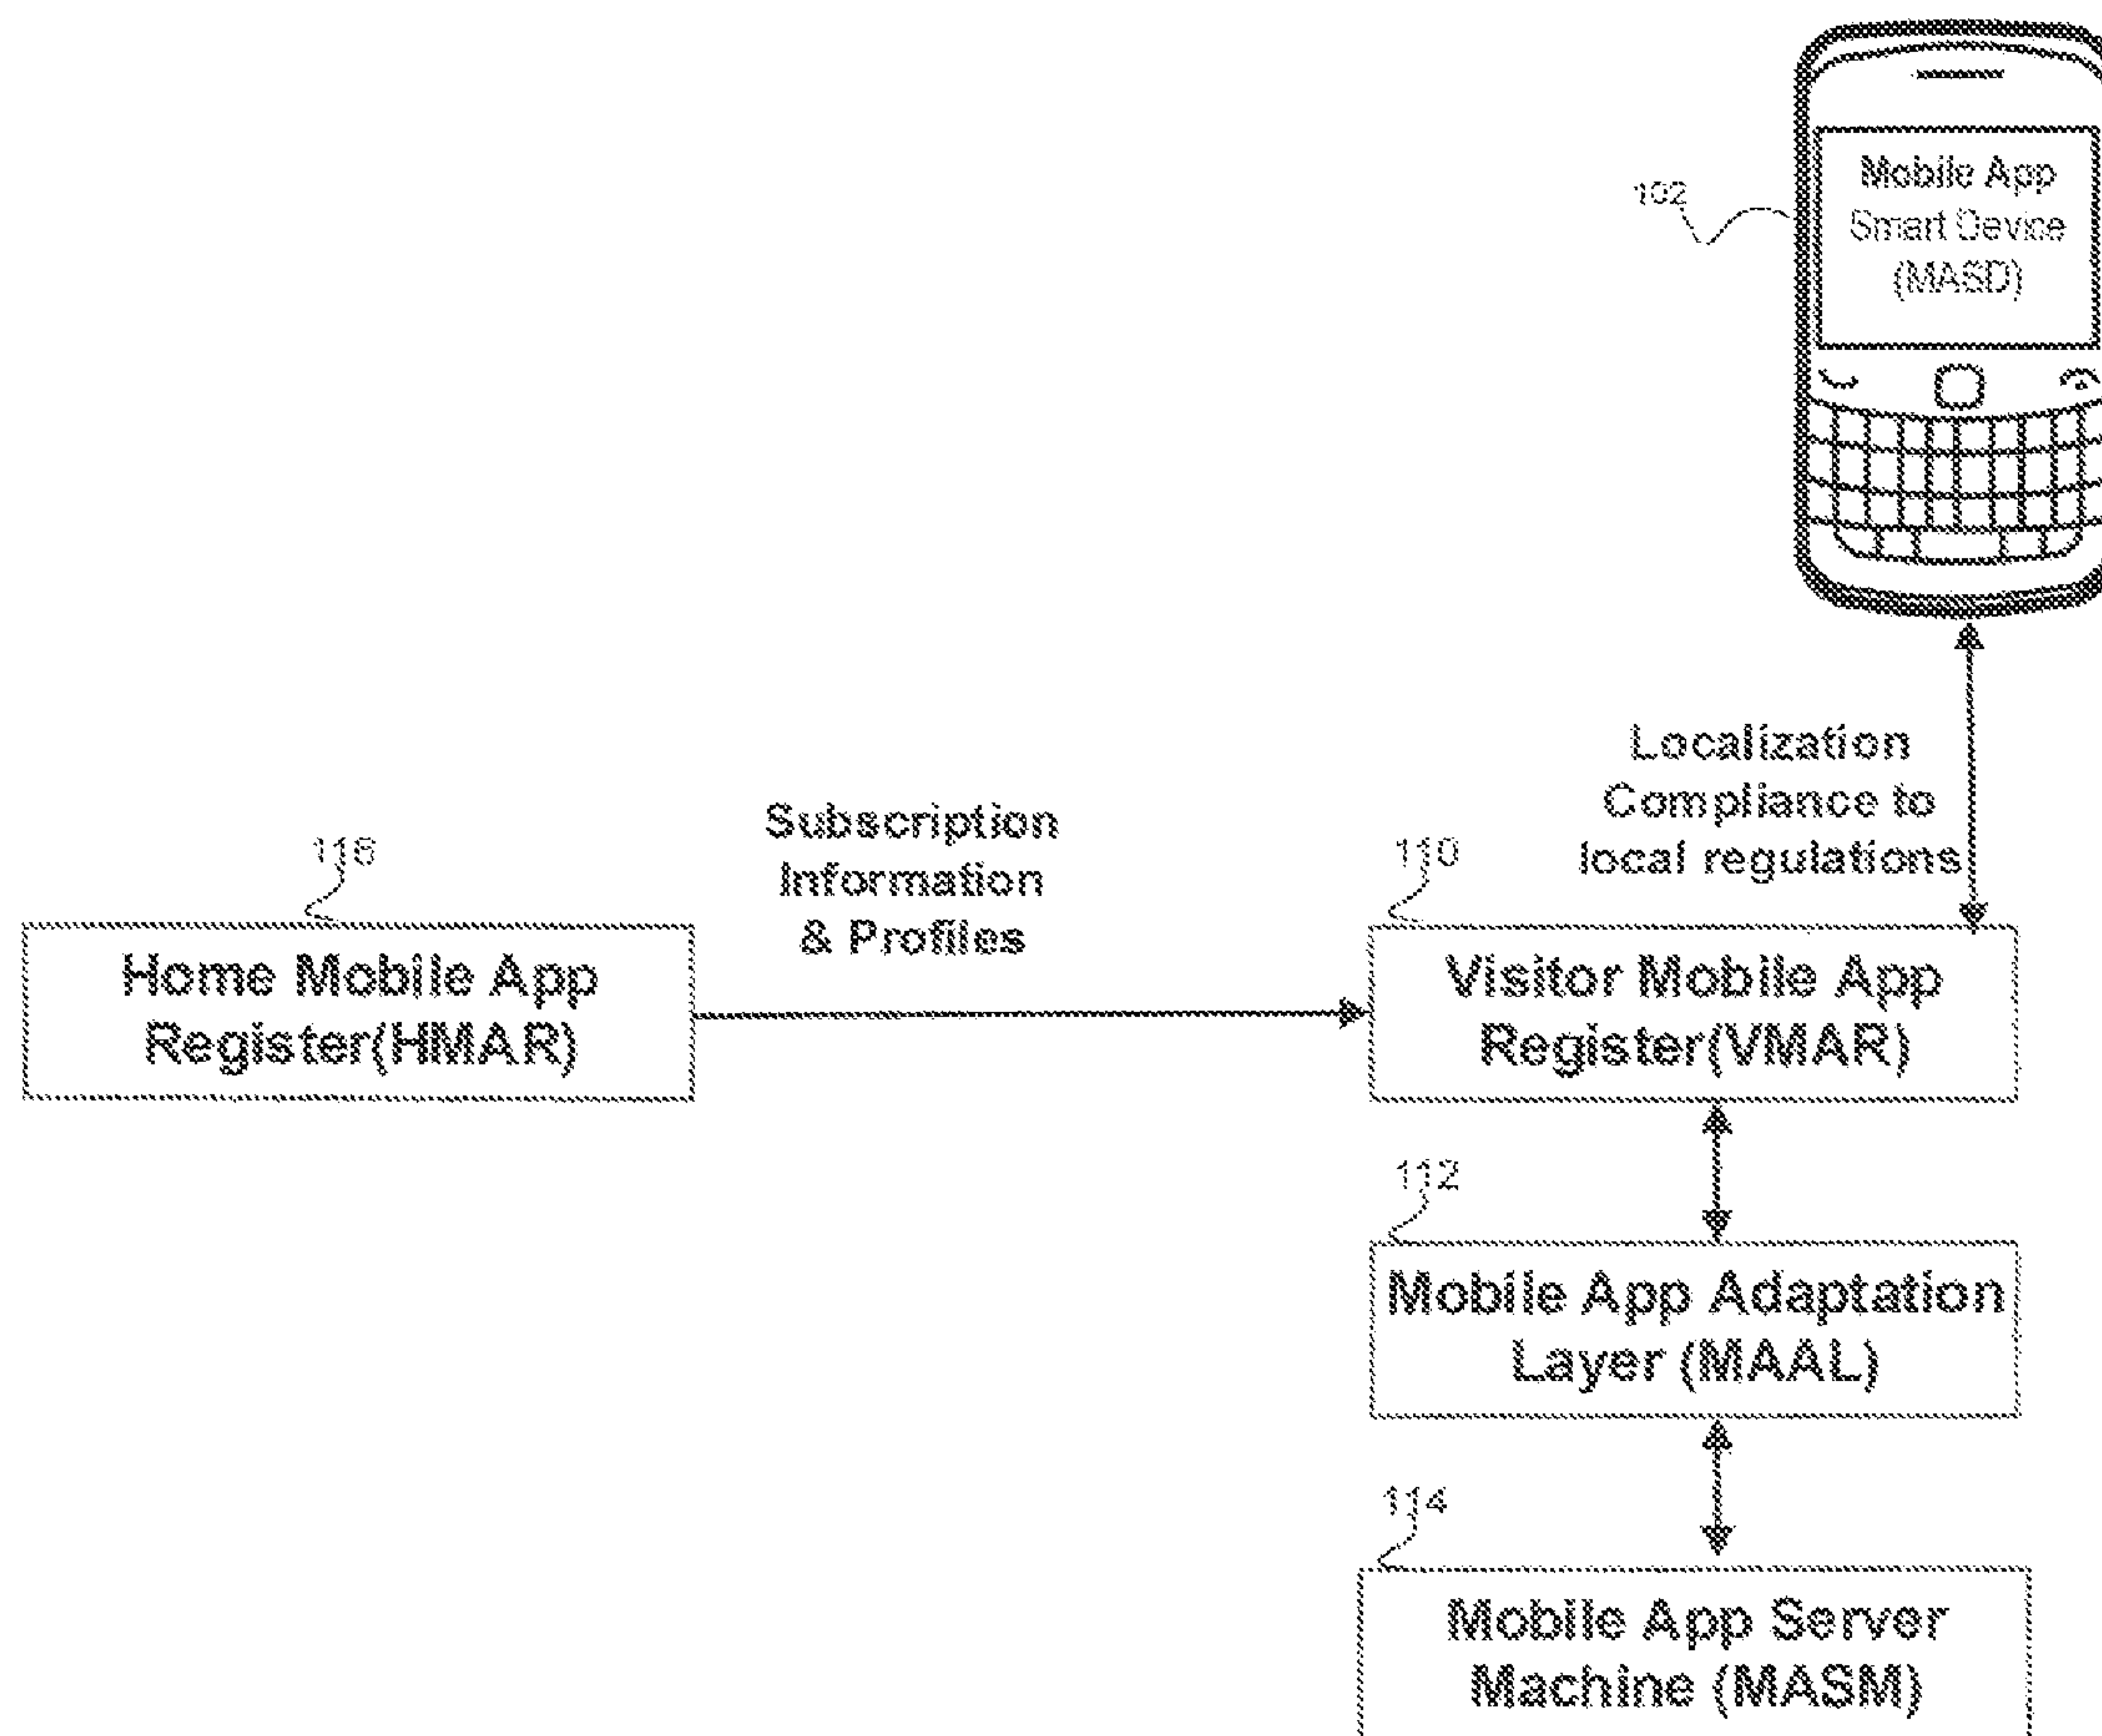 Mobile App
Smart Device
(MASD)
102
Localization
Compliance to
local regulations
Subscription
Information
& Profiles
116
Home Mobile App
Register(HMAR)
110
Visitor Mobile App
Register(VMAR)
112
Mobile App Adaptation
Layer (MAAL)
114
Mobile App Server
Machine (MASM)